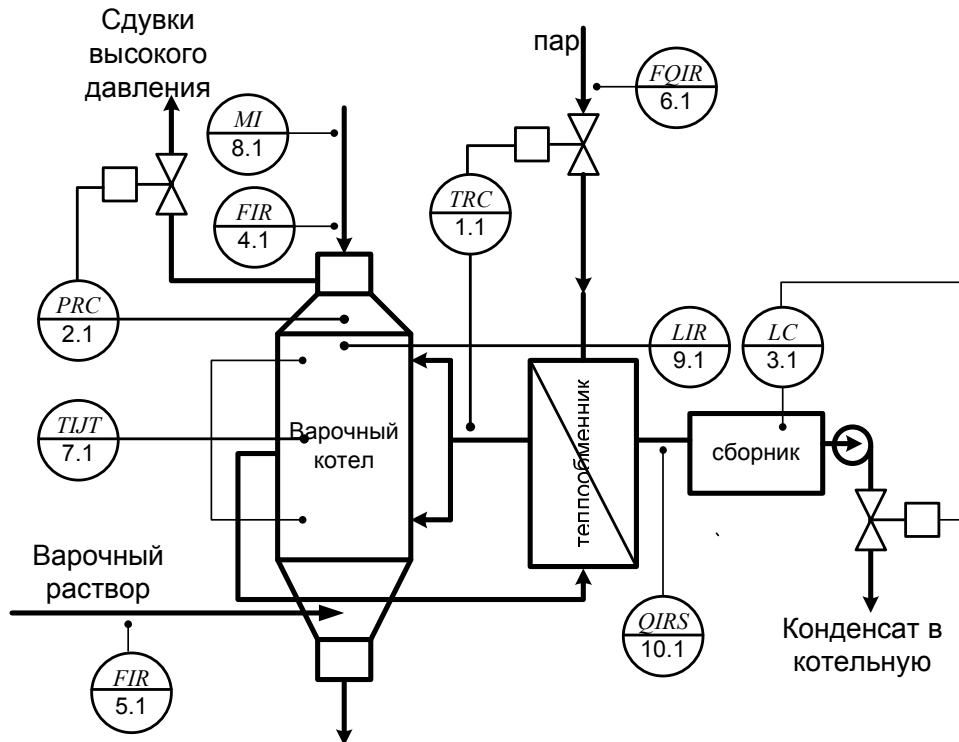 Сдувки
высокого
давления
пар
FQIR
6.1
MI
8.1
TRC
1.1
FIR
4.1
PRC
2.1
LIR
9.1
LC
3.1
TIJT
7.1
Варочный
котел
теппообменник
сборник
Варочный
раствор
FIR
5.1
QIRS
10.1
Конденсат в
котельную